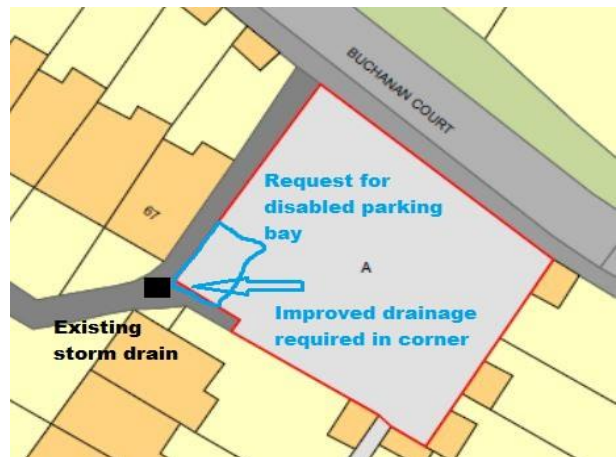 BUCHANAN COURT
Request for
disabled parking
bay
67
A
Improved drainage
required in corner
Existing
storm drain